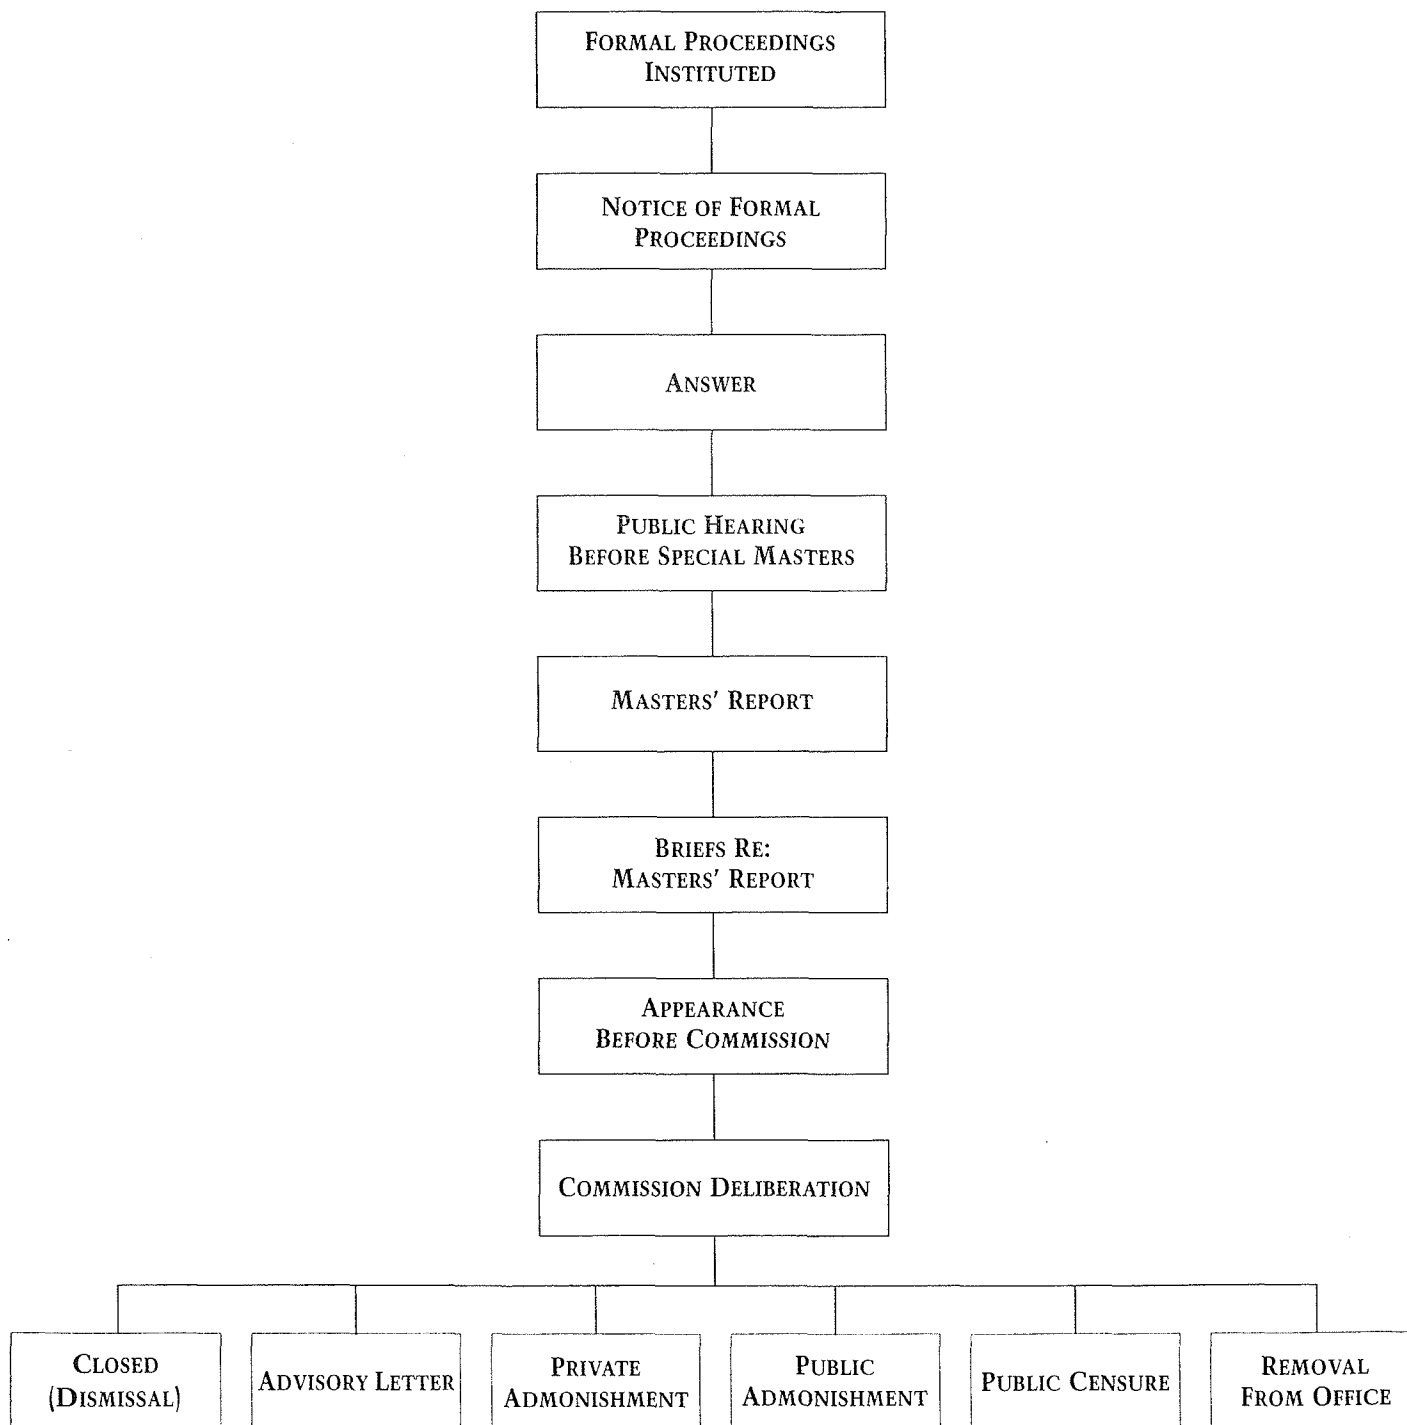 FORMAL PROCEEDINGS
INSTITUTED
NOTICE OF FORMAL
PROCEEDINGS
ANSWER
PUBLIC HEARING
BEFORE SPECIAL MASTERS
MASTERS' REPORT
BRIEFS RE:
MASTERS' REPORT
APPEARANCE
BEFORE COMMISSION
COMMISSION DELIBERATION
CLOSED
(DISMISSAL)
ADVISORY LETTER
PRIVATE
ADMONISHMENT
PUBLIC
ADMONISHMENT
PUBLIC CENSURE
REMOVAL
FROM OFFICE